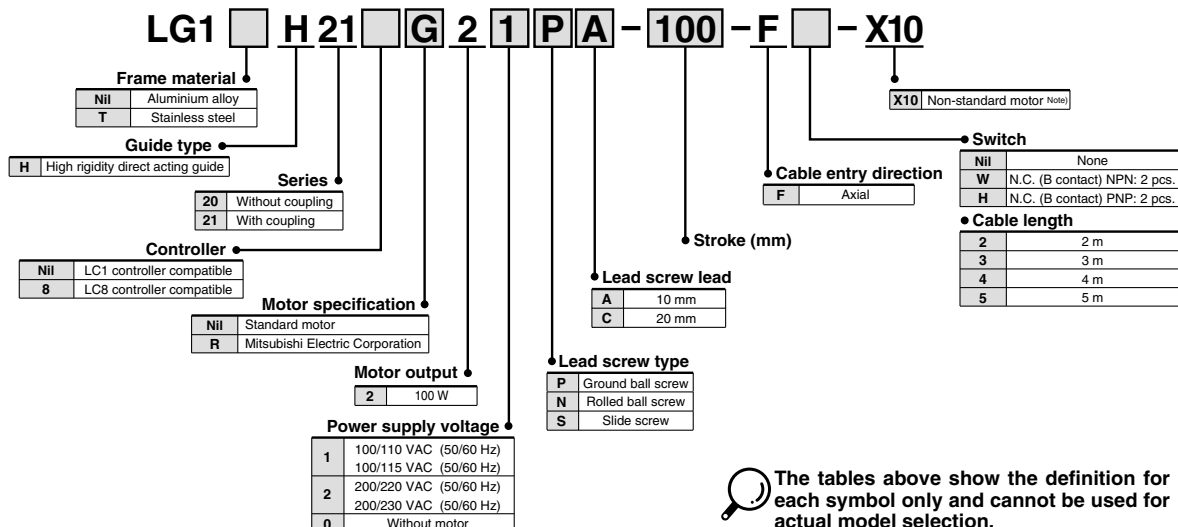 LG1 H 21 G 2 1 P A – 100 – F – X10
Frame material
Nil Aluminium alloy
T Stainless steel
Guide type
H High rigidity direct acting guide
Series
20 Without coupling
21 With coupling
Controller
Nil LC1 controller compatible
8 LC8 controller compatible
Motor specification
Nil Standard motor
R Mitsubishi Electric Corporation
Motor output
2 100 W
Power supply voltage
1 100/110 VAC (50/60 Hz)
100/115 VAC (50/60 Hz)
2 200/220 VAC (50/60 Hz)
200/230 VAC (50/60 Hz)
0 Without motor
Lead screw type
P Ground ball screw
N Rolled ball screw
S Slide screw
Lead screw lead
A 10 mm
C 20 mm
Stroke (mm)
Cable entry direction
F Axial
X10 Non-standard motor Note)
Switch
Nil None
W N.C. (B contact) NPN: 2 pcs.
H N.C. (B contact) PNP: 2 pcs.
Cable length
2 2 m
3 3 m
4 4 m
5 5 m
The tables above show the definition for
each symbol only and cannot be used for
actual model selection.